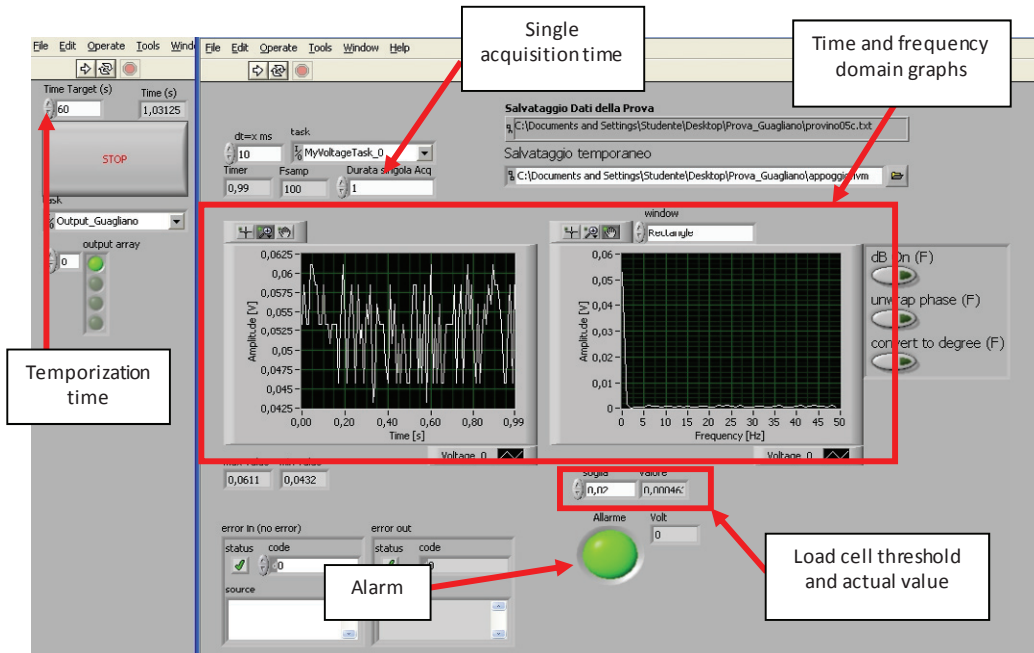 Single
acquisition time
Time and frequency
domain graphs
File Edit Operate Tools
File Edit Operate Tools Window Help
Time Target (s)
Time (s)
60
1,03125
STOP
Output_Guagliano
output array
0
Temporization
time
dt=x ms
task
10
MyVoltageTask_0
Timer
Fsamp
Durata singola Acq
0,99
100
1
Salvataggio Dati della Prova
C:\Documents and Settings\Studente\Desktop\Prova_Guagliano\provino05c.txt
Salvataggio temporaneo
C:\Documents and Settings\Studente\Desktop\Prova_Guagliano\appoggio.lvm
window
Rectangle
0,0625
0,06
0,0575
0,055
0,0525
0,05
0,0475
0,045
0,0425
Amplitude [V]
0,00 0,20 0,40 0,60 0,80 0,99
Time [s]
Voltage_0
0,06
0,05
0,04
0,03
0,02
0,01
0
Amplitude [V]
0 5 10 15 20 25 30 35 40 45 50
Frequency [Hz]
Voltage_0
dB On (F)
unwrap phase (F)
convert to degree (F)
max value
min value
0,0611
0,0432
soglia
valore
0,02
Allarme
Volt
0
Load cell threshold
and actual value
error in (no error)
error out
status
code
status
code
0
0
source
Alarm